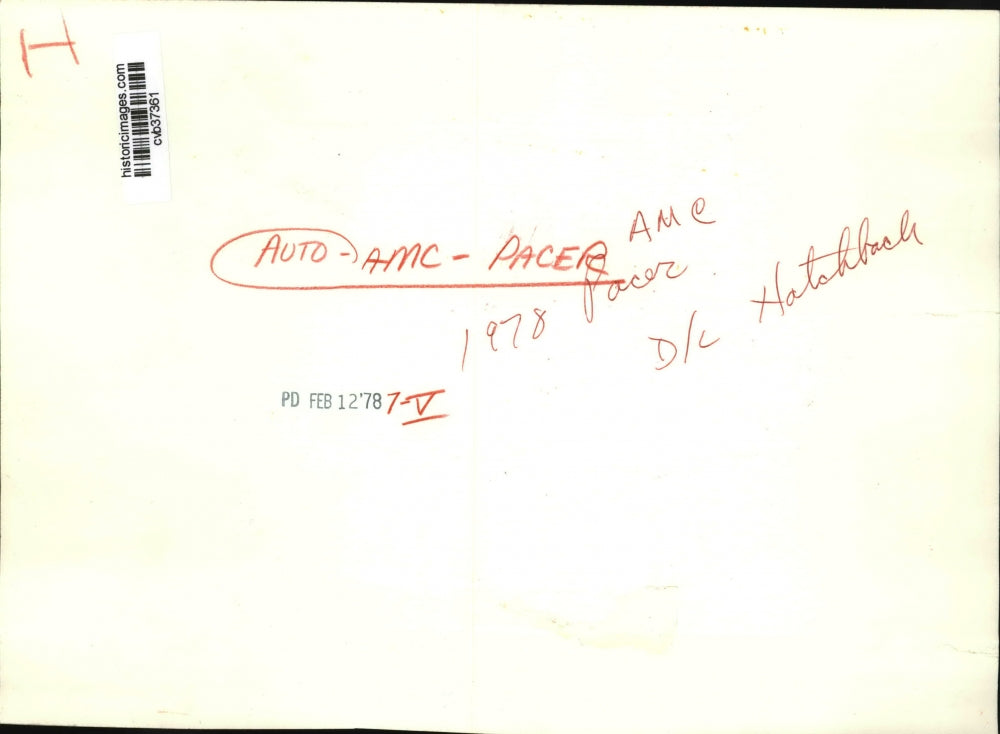 H
historicimages.com
cvb37361
AUTO - AMC - PACER
AMC
1978 Pacer
D/L Hatchback
PD FEB 12'78 7-V